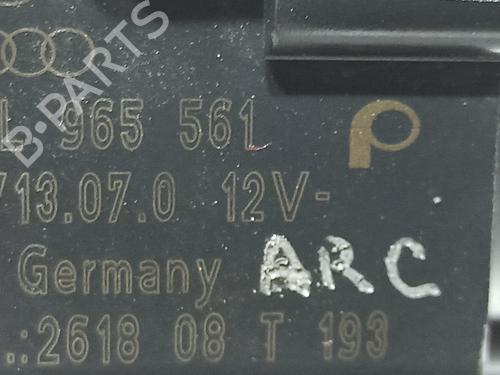 B-PARTS
L 965 561
713.07.0 12V-
Germany ARC
.:2618 08 T 193